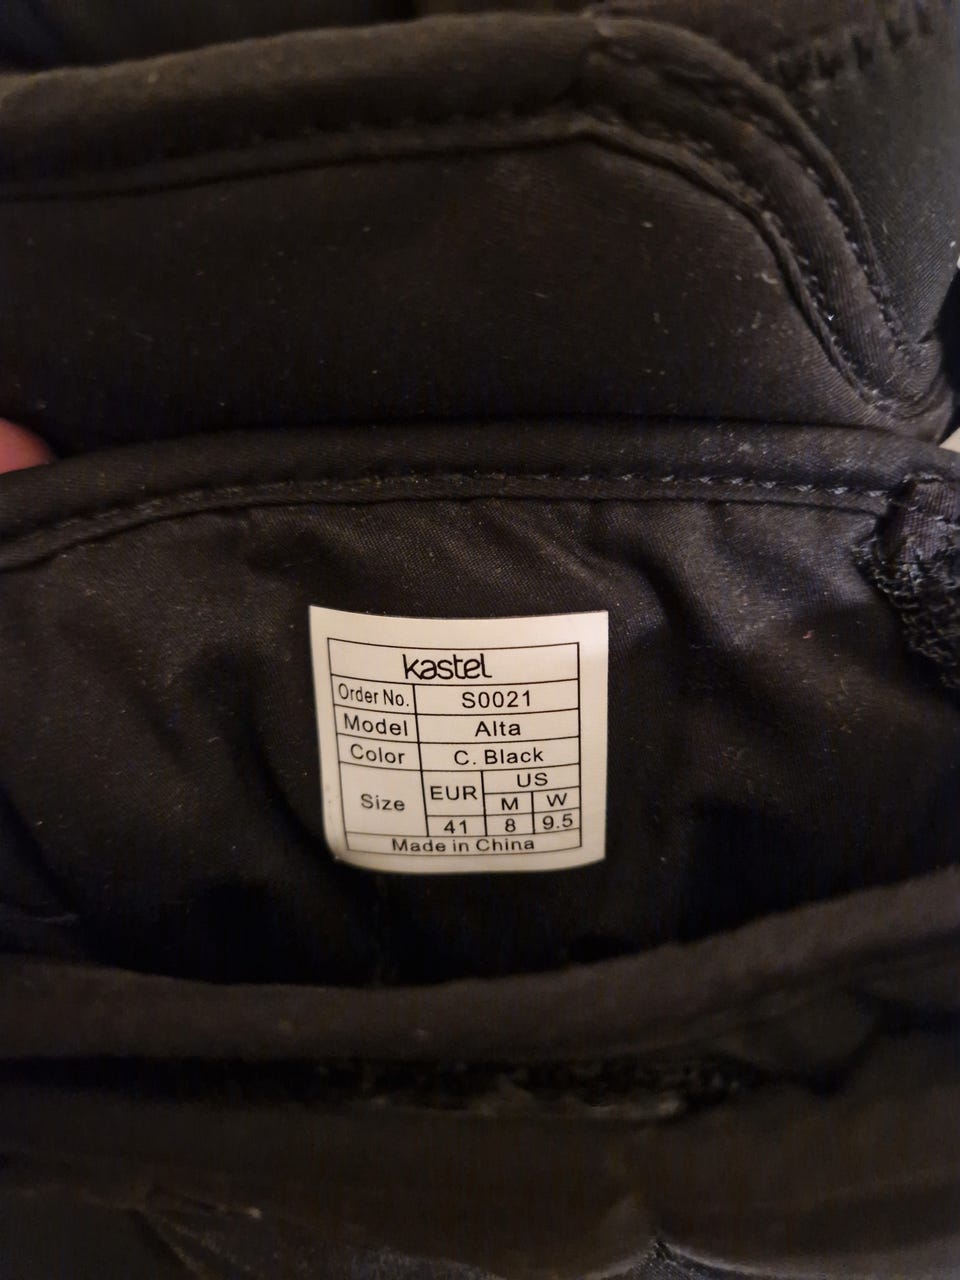 kastel
Order No. S0021
Model Alta
Color C. Black
Size EUR US
M W
41 8 9.5
Made in China